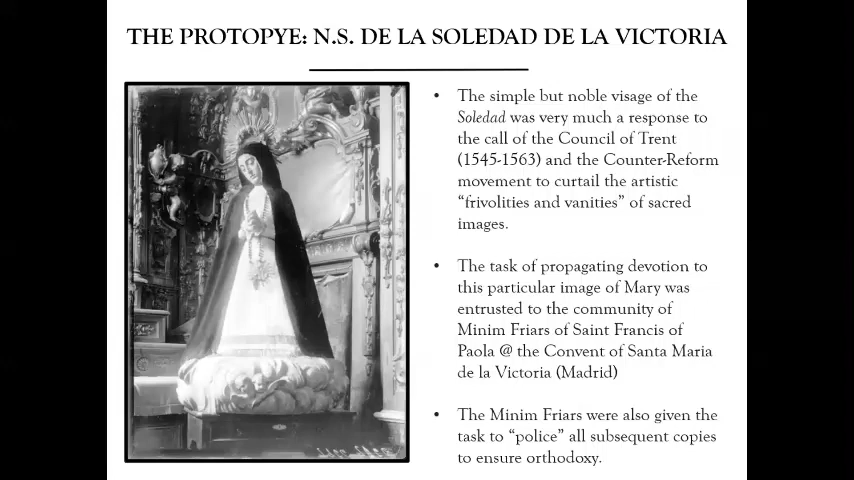 THE PROTOPYE: N.S. DE LA SOLEDAD DE LA VICTORIA
• The simple but noble visage of the
Soledad was very much a response to
the call of the Council of Trent
(1545-1563) and the Counter-Reform
movement to curtail the artistic
“frivolities and vanities” of sacred
images.
• The task of propagating devotion to
this particular image of Mary was
entrusted to the community of
Minim Friars of Saint Francis of
Paola @ the Convent of Santa Maria
de la Victoria (Madrid)
• The Minim Friars were also given the
task to “police” all subsequent copies
to ensure orthodoxy.